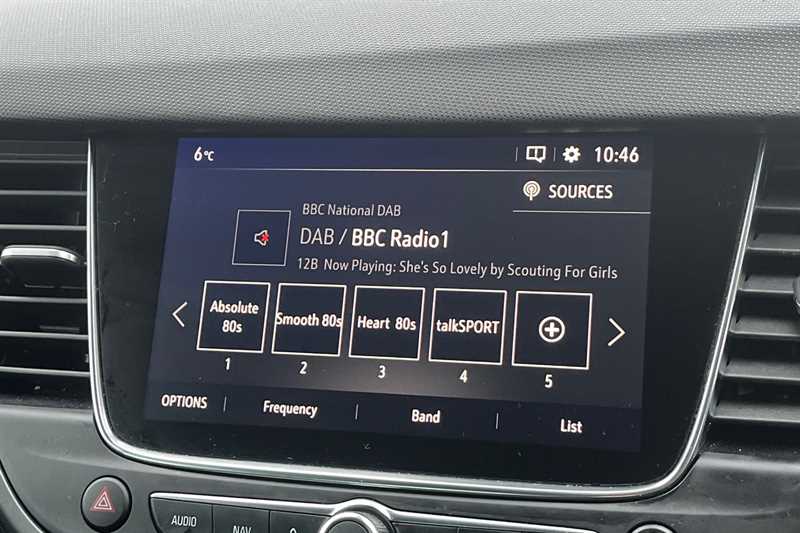 6°C
10:46
SOURCES
BBC National DAB
DAB / BBC Radio1
12B Now Playing: She's So Lovely by Scouting For Girls
Absolute 80s
Smooth 80s
Heart 80s
talkSPORT
1 2 3 4 5
OPTIONS Frequency Band List
AUDIO NAV